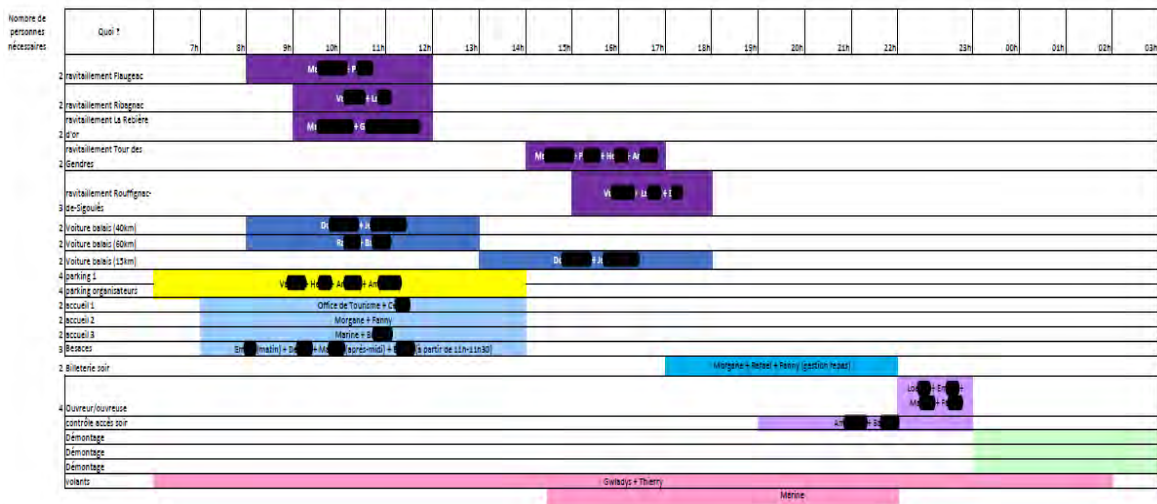 Nombre de
personnes
nécessaires
Quoi ?
7h 8h 9h 10h 11h 12h 14h 15h 16h 17h 19h 20h 21h 22h 23h 00h 01h 02h 03h
2 ravitaillement Flaugeac
2 ravitaillement Ribagnac
ravitaillement La Rebière
2 d'or
ravitaillement Tour des
2 Gendres
ravitaillement Rouffignac-
3 de-Sigoulès
2 Voiture balais (40km)
2 Voiture balais (60km)
2 Voiture balais (15km)
4 parking 1
4 parking organisateurs
2 accueil 1 Office de Tourisme +
2 accueil 2 Morgane + Fanny
2 accueil 3 Marine +
3 Besaces (matin) + (après-midi) + (à partir de 11h-11h30)
2 Billeterie soir Morgane + Rafael + Fanny (gestion repas)
4 Ouvreur/ouvreuse
contrôle accès soir
Démontage
Démontage
Démontage
volants Gwladys + Thierry
Marine